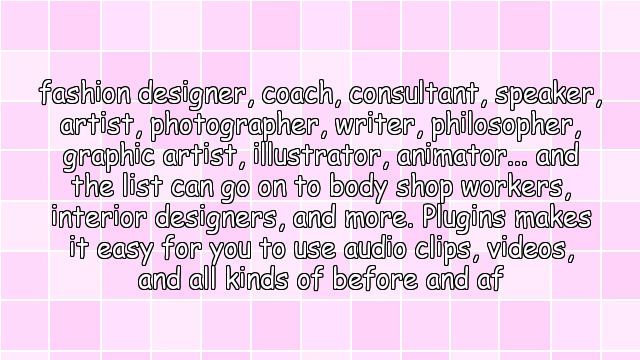 fashion designer, coach, consultant, speaker,
artist, photographer, writer, philosopher,
graphic artist, illustrator, animator... and
the list can go on to body shop workers,
interior designers, and more. Plugins makes
it easy for you to use audio clips, videos,
and all kinds of before and af